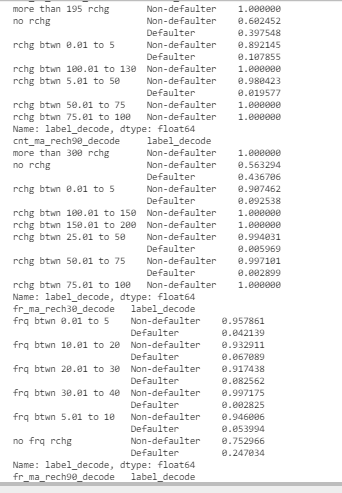 more than 195 rchg Non-defaulter 1.000000
no rchg Non-defaulter 0.602452
Defaulter 0.397548
rchg btwn 0.01 to 5 Non-defaulter 0.892145
Defaulter 0.107855
rchg btwn 100.01 to 130 Non-defaulter 1.000000
rchg btwn 5.01 to 50 Non-defaulter 0.980423
Defaulter 0.019577
rchg btwn 50.01 to 75 Non-defaulter 1.000000
rchg btwn 75.01 to 100 Non-defaulter 1.000000
Name: label_decode, dtype: float64
cnt_ma_rech90_decode label_decode
more than 300 rchg Non-defaulter 1.000000
no rchg Non-defaulter 0.563294
Defaulter 0.436706
rchg btwn 0.01 to 5 Non-defaulter 0.907462
Defaulter 0.092538
rchg btwn 100.01 to 150 Non-defaulter 1.000000
rchg btwn 150.01 to 200 Non-defaulter 1.000000
rchg btwn 25.01 to 50 Non-defaulter 0.994031
Defaulter 0.005969
rchg btwn 50.01 to 75 Non-defaulter 0.997101
Defaulter 0.002899
rchg btwn 75.01 to 100 Non-defaulter 1.000000
Name: label_decode, dtype: float64
fr_ma_rech30_decode label_decode
frq btwn 0.01 to 5 Non-defaulter 0.957861
Defaulter 0.042139
frq btwn 10.01 to 20 Non-defaulter 0.932911
Defaulter 0.067089
frq btwn 20.01 to 30 Non-defaulter 0.917438
Defaulter 0.082562
frq btwn 30.01 to 40 Non-defaulter 0.997175
Defaulter 0.002825
frq btwn 5.01 to 10 Non-defaulter 0.946006
Defaulter 0.053994
no frq rchg Non-defaulter 0.752966
Defaulter 0.247034
Name: label_decode, dtype: float64
fr_ma_rech90_decode label_decode